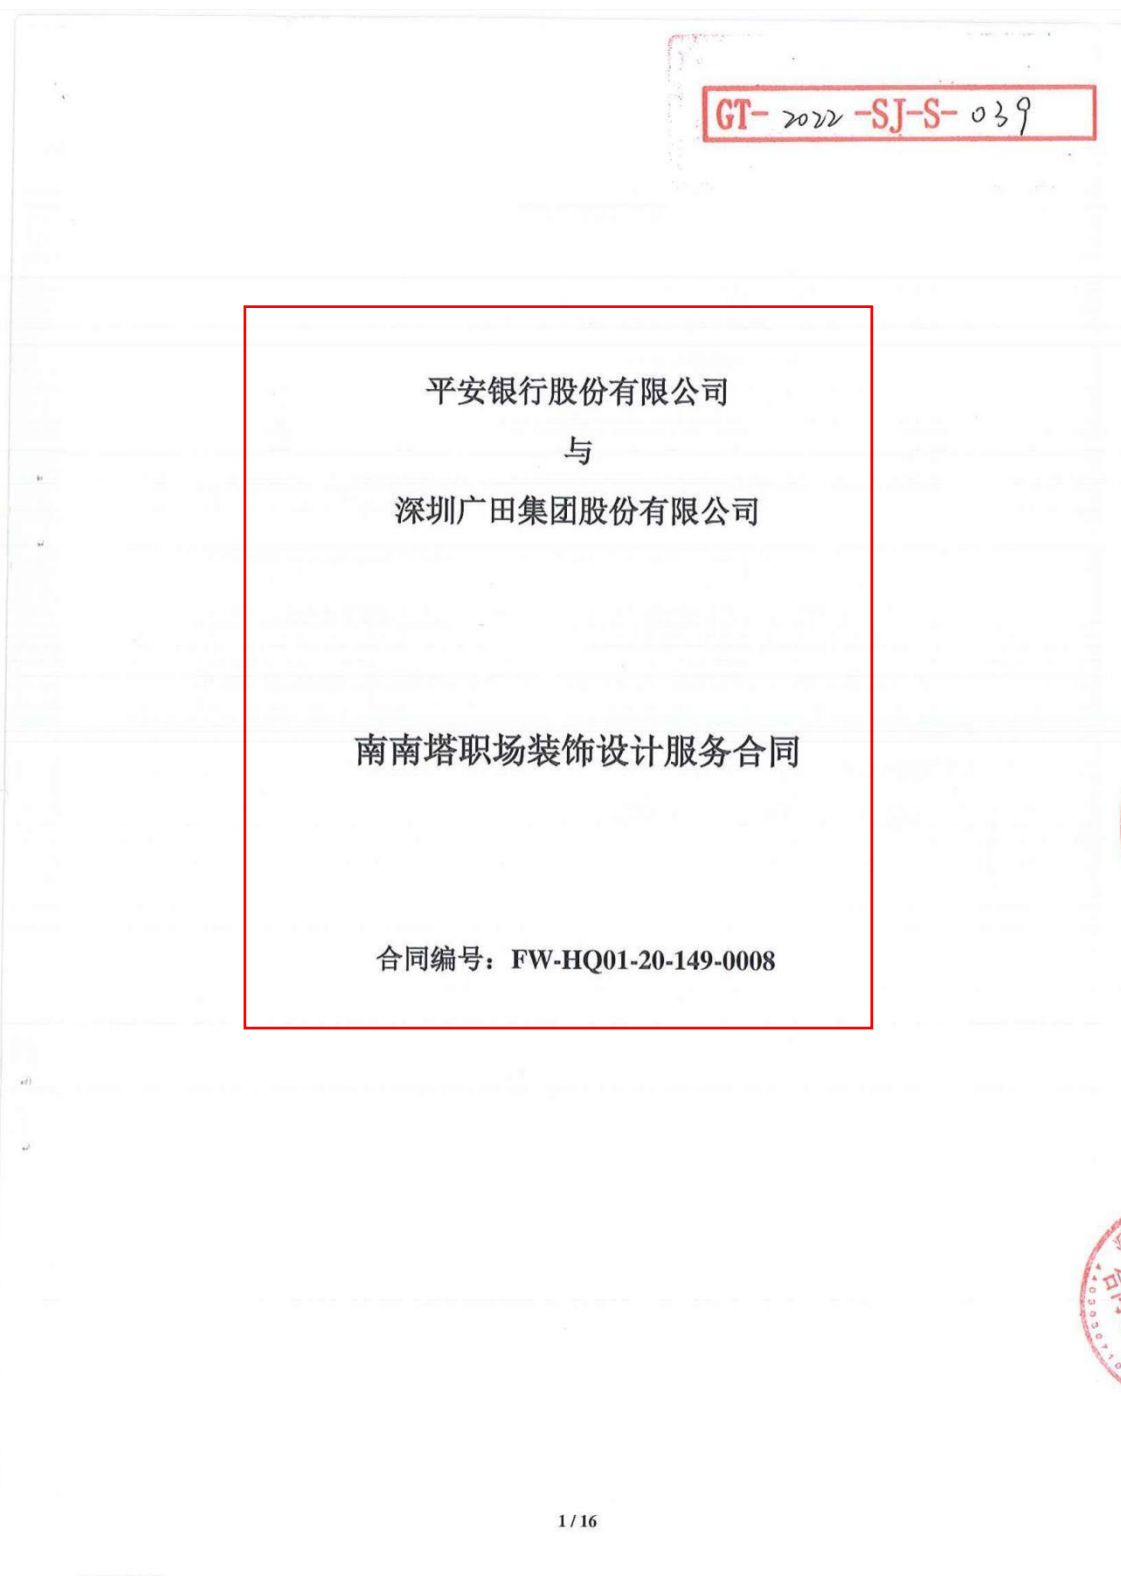 GT- 2022 -SJ-S- 039
平安银行股份有限公司
与
深圳广田集团股份有限公司
南南塔职场装饰设计服务合同
合同编号：FW-HQ01-20-149-0008
合同
1 / 16